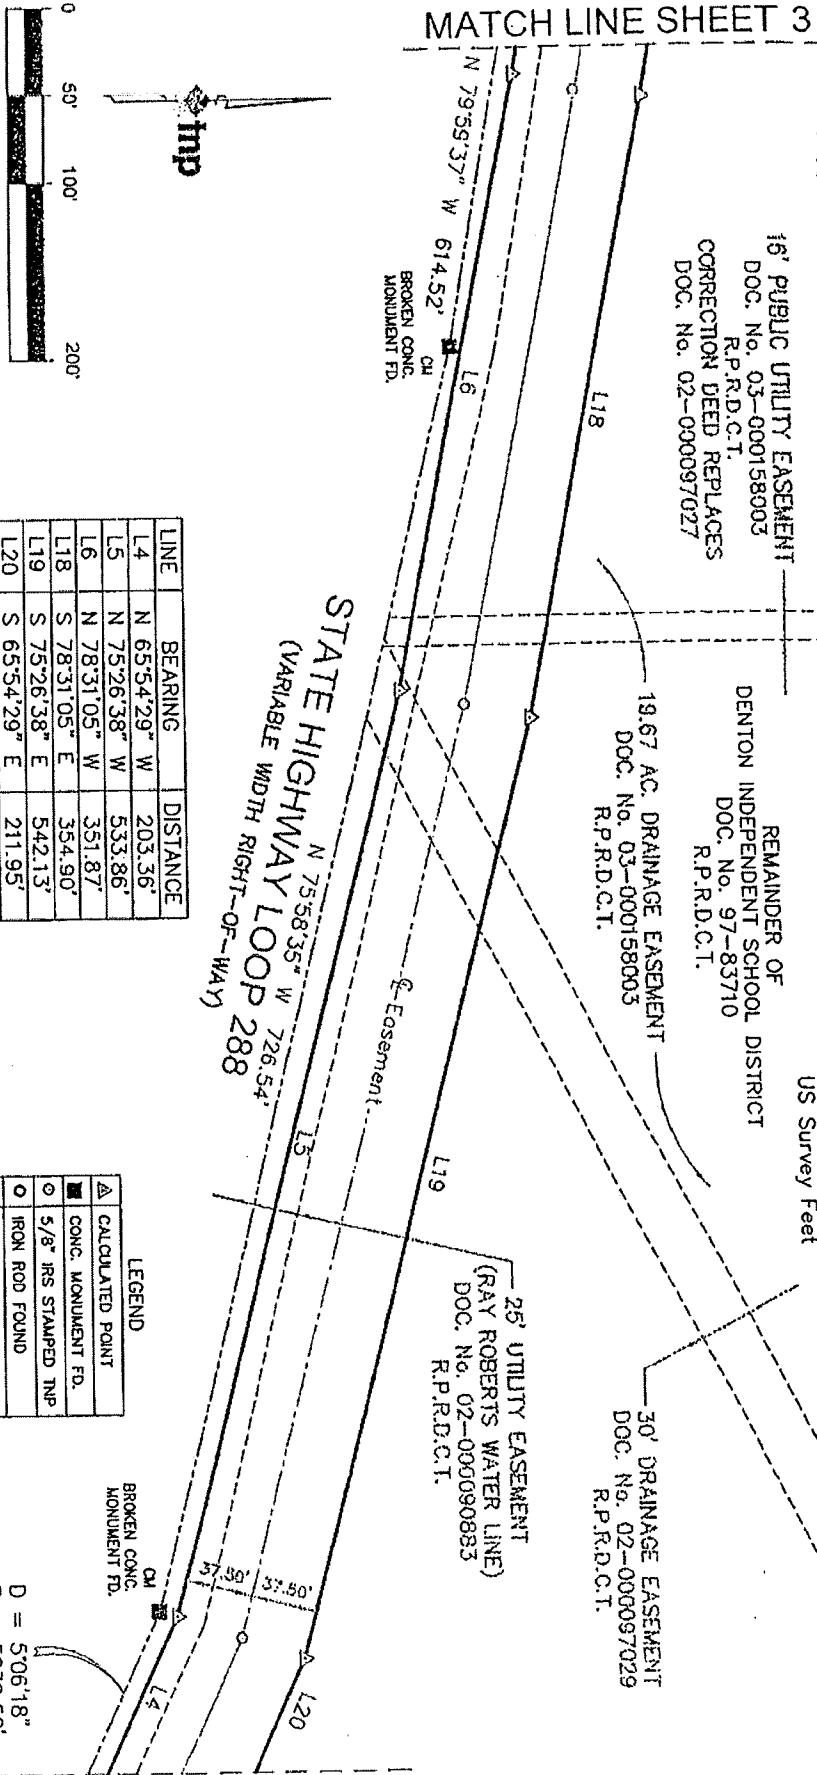 MATCH LINE SHEET 3
0 50' 100' 200'
tnp
N 79°59'37" W 614.52'
CM
BROKEN CONC.
MONUMENT FD.
L6
L18
16' PUBLIC UTILITY EASEMENT
DOC. No. 03-000158003
R.P.R.D.C.T.
CORRECTION DEED REPLACES
DOC. No. 02-000097027
US Survey Feet
REMAINDER OF
DENTON INDEPENDENT SCHOOL DISTRICT
DOC. No. 97-83710
R.P.R.D.C.T.
19.67 AC. DRAINAGE EASEMENT
DOC. No. 03-000158003
R.P.R.D.C.T.
℄ Easement
N 75°58'35" W 726.54'
STATE HIGHWAY LOOP 288
(VARIABLE WIDTH RIGHT-OF-WAY)
L5
L19
LINE BEARING DISTANCE
L4 N 65°54'29" W 203.36'
L5 N 75°26'38" W 533.86'
L6 N 78°31'05" W 351.87'
L18 S 78°31'05" E 354.90'
L19 S 75°26'38" E 542.13'
L20 S 65°54'29" E 211.95'
30' DRAINAGE EASEMENT
DOC. No. 02-000097029
R.P.R.D.C.T.
25' UTILITY EASEMENT
(RAY ROBERTS WATER LINE)
DOC. No. 02-000090883
R.P.R.D.C.T.
LEGEND
CALCULATED POINT
CONC. MONUMENT FD.
5/8" IRS STAMPED TNP
IRON ROD FOUND
37.50' 37.50'
CM
BROKEN CONC.
MONUMENT FD.
L4
L20
D = 5°06'18"